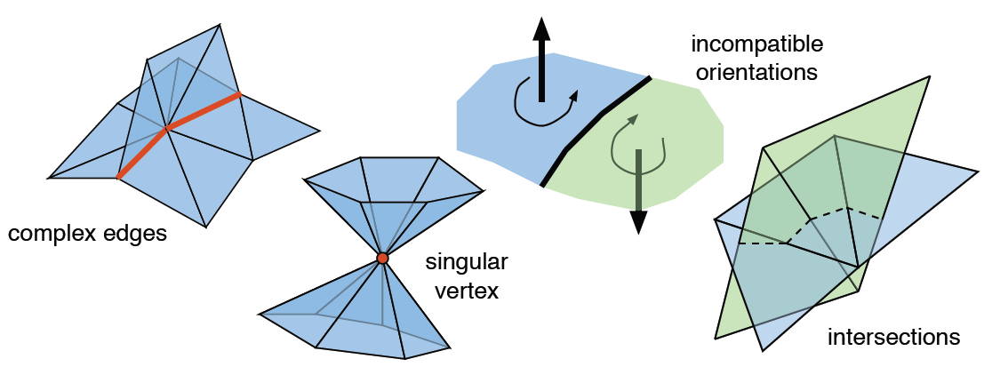 complex edges
singular
vertex
incompatible
orientations
intersections